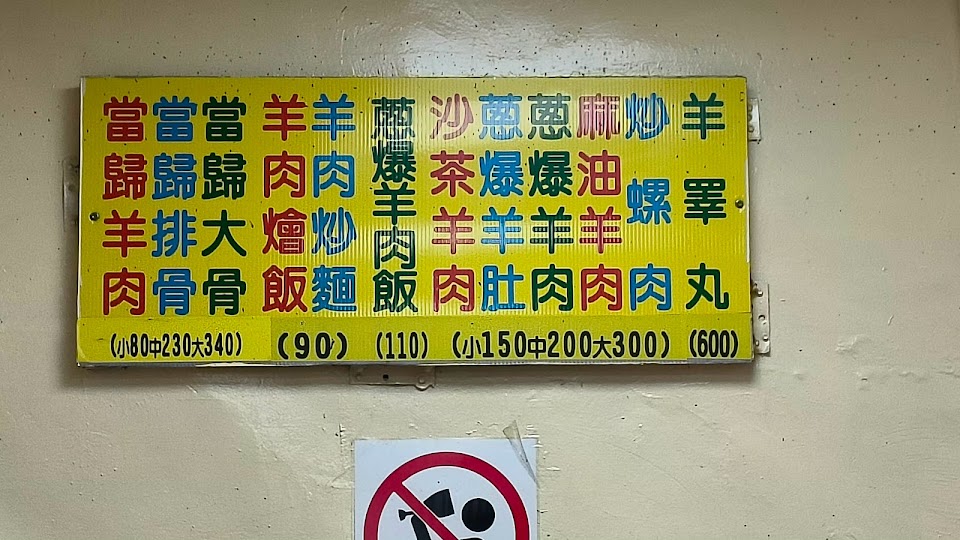 當歸羊肉
當歸排骨
當歸大骨
羊肉燴飯
羊肉炒麵
蔥爆羊肉飯
沙茶羊肉
蔥爆羊肚
蔥爆羊肉
麻油羊肉
炒螺肉
羊睪丸
(小80中230大340)
(90)
(110)
(小150中200大300)
(600)